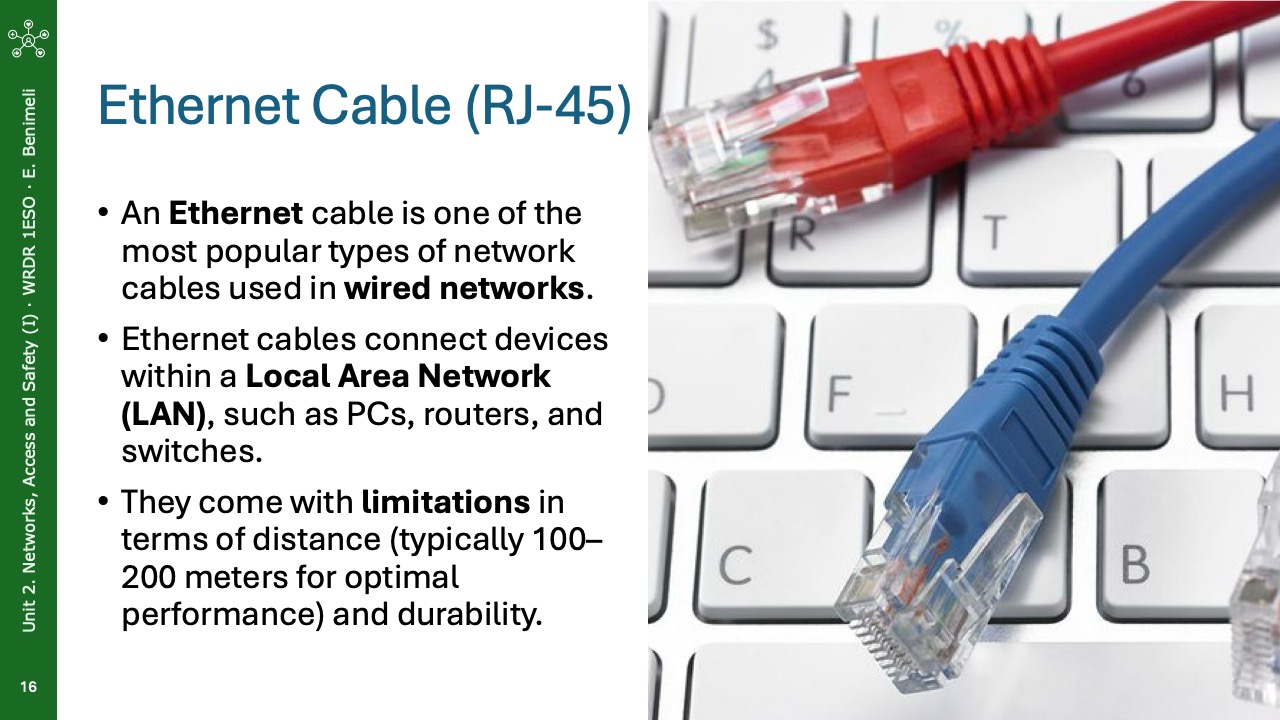 Unit 2. Networks, Access and Safety (I) · WRDR 1ESO · E. Benimeli
16
Ethernet Cable (RJ-45)
• An Ethernet cable is one of the
most popular types of network
cables used in wired networks.
• Ethernet cables connect devices
within a Local Area Network
(LAN), such as PCs, routers, and
switches.
• They come with limitations in
terms of distance (typically 100–
200 meters for optimal
performance) and durability.
$
%
4
6
R
T
F
H
C
B